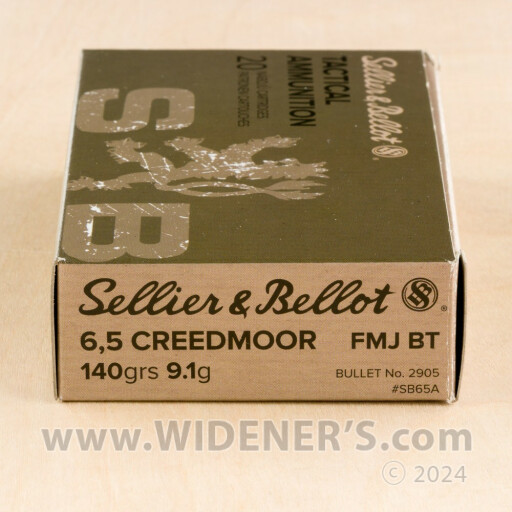 Sellier & Bellot
TACTICAL
AMMUNITION
20
S B
Sellier & Bellot SB ®
6,5 CREEDMOOR FMJ BT
140grs 9.1g
BULLET No. 2905
#SB65A
www.WIDENER'S.com
© 2024